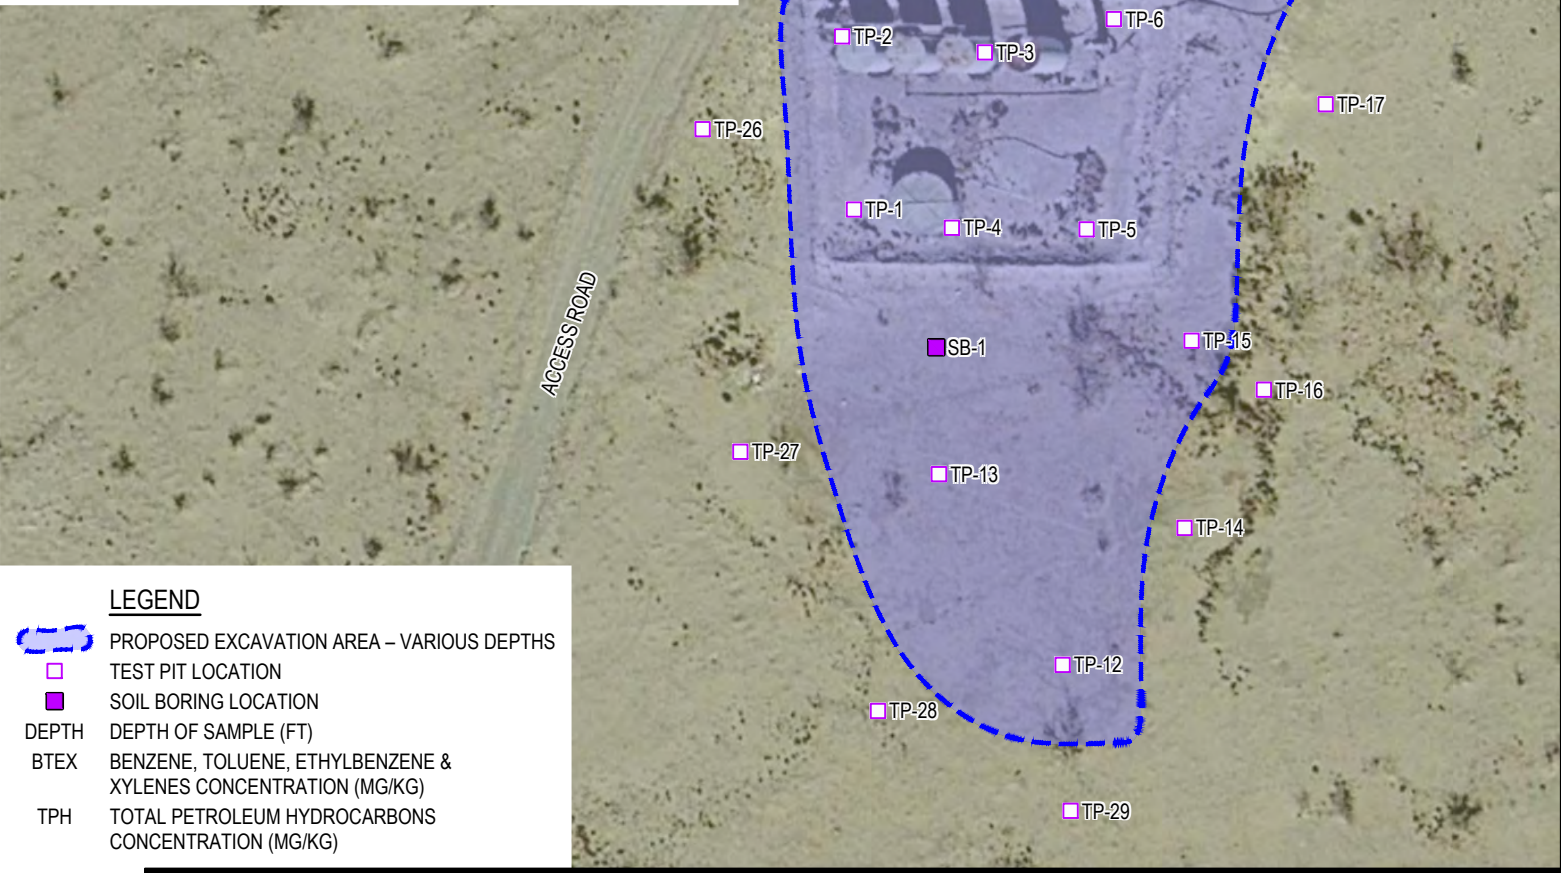 TP-6
TP-2
TP-3
TP-17
TP-26
TP-1
TP-4
TP-5
ACCESS ROAD
SB-1
TP-15
TP-16
TP-27
TP-13
TP-14
TP-12
TP-28
TP-29
LEGEND
PROPOSED EXCAVATION AREA – VARIOUS DEPTHS
TEST PIT LOCATION
SOIL BORING LOCATION
DEPTH DEPTH OF SAMPLE (FT)
BTEX BENZENE, TOLUENE, ETHYLBENZENE &
XYLENES CONCENTRATION (MG/KG)
TPH TOTAL PETROLEUM HYDROCARBONS
CONCENTRATION (MG/KG)